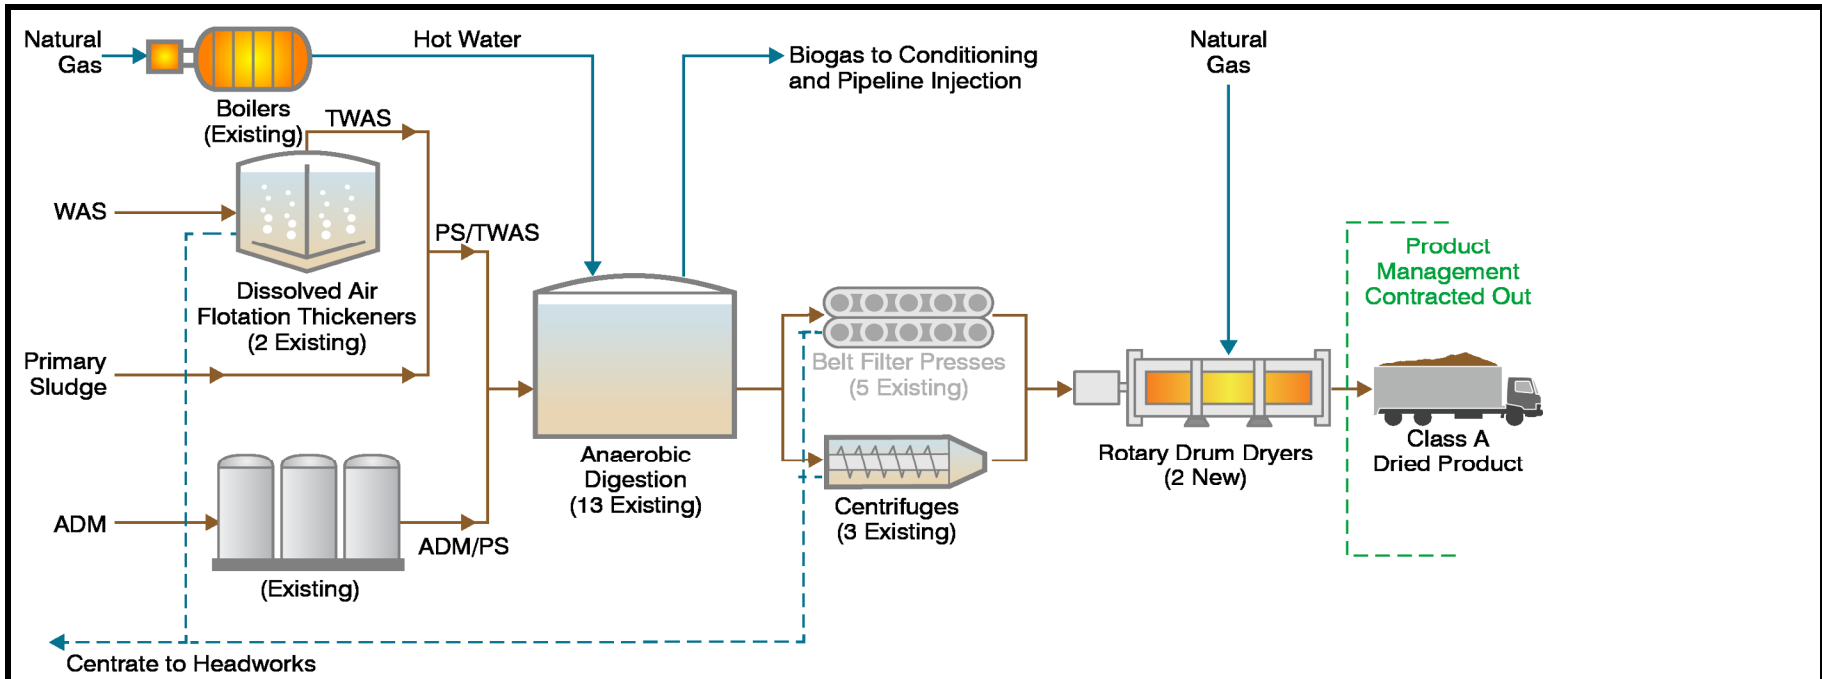 Natural
Gas
Hot Water
Boilers
(Existing)
Biogas to Conditioning
and Pipeline Injection
Natural
Gas
TWAS
WAS
PS/TWAS
Dissolved Air
Flotation Thickeners
(2 Existing)
Primary
Sludge
ADM
ADM/PS
(Existing)
Anaerobic
Digestion
(13 Existing)
Belt Filter Presses
(5 Existing)
Centrifuges
(3 Existing)
Rotary Drum Dryers
(2 New)
Product
Management
Contracted Out
Class A
Dried Product
Centrate to Headworks